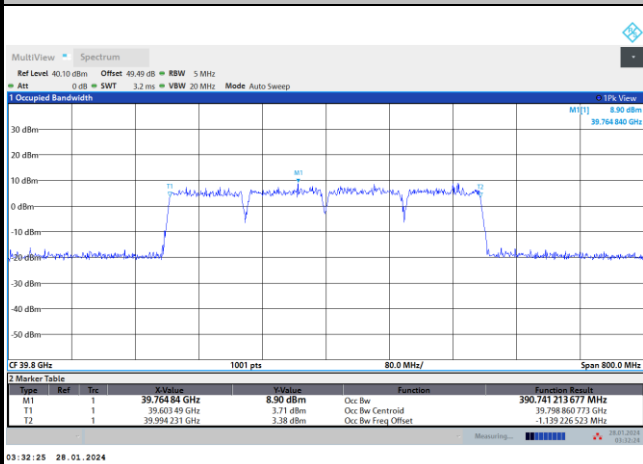 MultiView Spectrum
Ref Level 40.10 dBm Offset 49.49 dB RBW 5 MHz
Att 0 dB SWT 3.2 ms VBW 20 MHz Mode Auto Sweep
1 Occupied Bandwidth 1Pk View
M1[1] 8.90 dBm
39.764 840 GHz
30 dBm
20 dBm
M1
10 dBm
T1 T2
0 dBm
-10 dBm
-20 dBm
-30 dBm
-40 dBm
-50 dBm
CF 39.8 GHz 1001 pts 80.0 MHz/ Span 800.0 MHz
2 Marker Table
Type Ref Trc X-Value Y-Value Function Function Result
M1 1 39.764 84 GHz 8.90 dBm Occ Bw 390.741 213 677 MHz
T1 1 39.603 49 GHz 3.71 dBm Occ Bw Centroid 39.798 860 773 GHz
T2 1 39.994 231 GHz 3.38 dBm Occ Bw Freq Offset -1.139 226 523 MHz
Measuring... 28.01.2024
03:32:24
03:32:25 28.01.2024